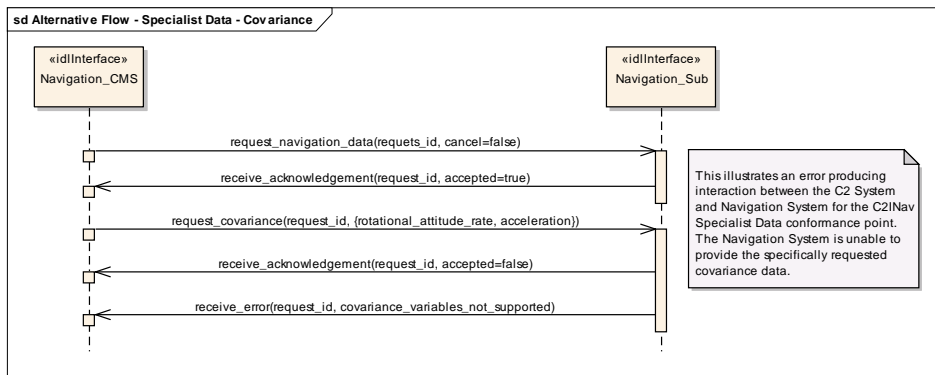 sd Alternative Flow - Specialist Data - Covariance
«idlInterface»
Navigation_CMS
«idlInterface»
Navigation_Sub
request_navigation_data(requets_id, cancel=false)
receive_acknowledgement(request_id, accepted=true)
request_covariance(request_id, {rotational_attitude_rate, acceleration})
receive_acknowledgement(request_id, accepted=false)
receive_error(request_id, covariance_variables_not_supported)
This illustrates an error producing
interaction between the C2 System
and Navigation System for the C2INav
Specialist Data conformance point.
The Navigation System is unable to
provide the specifically requested
covariance data.